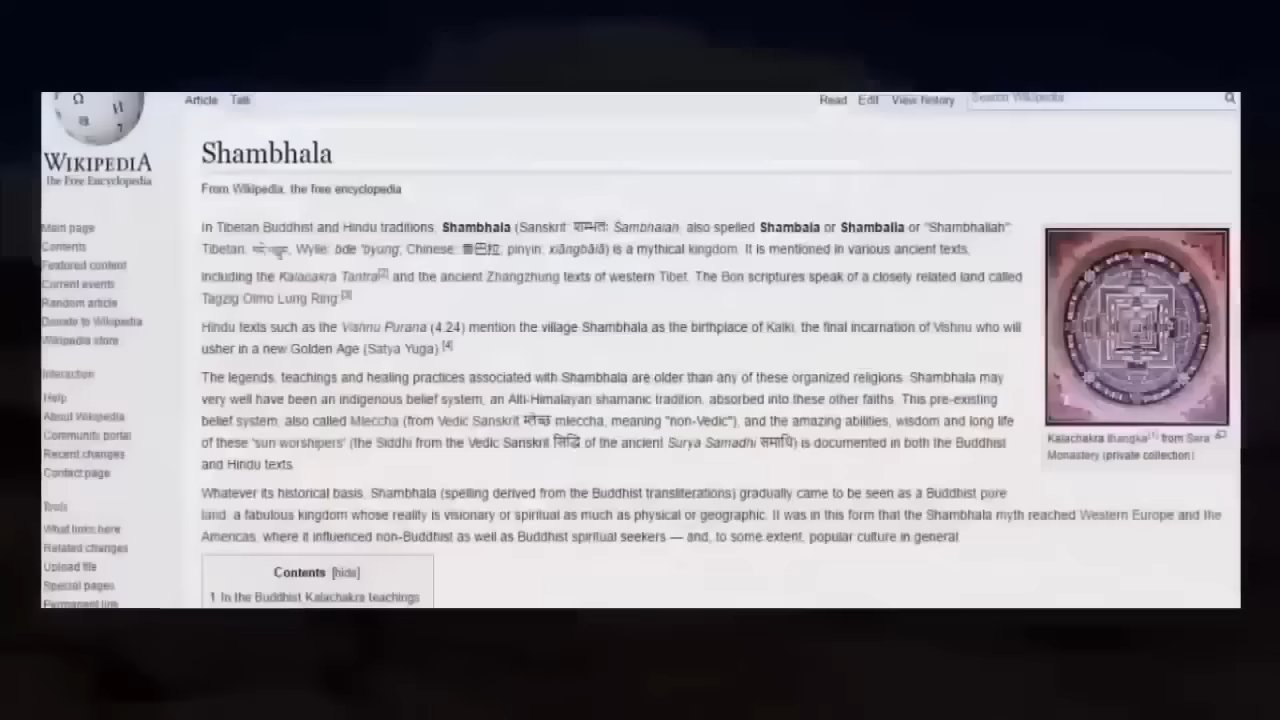 Article Talk
Read Edit View history Search Wikipedia
WIKIPEDIA
The Free Encyclopedia
Shambhala
From Wikipedia, the free encyclopedia
Main page
Contents
Featured content
Current events
Random article
Donate to Wikipedia
Wikipedia store
Interaction
Help
About Wikipedia
Community portal
Recent changes
Contact page
Tools
What links here
Related changes
Upload file
Special pages
Permanent link
In Tibetan Buddhist and Hindu traditions, Shambhala (Sanskrit: Śambhalaḥ, also spelled Shambala or Shamballa or "Shambhallah";
Tibetan: Wylie: bde 'byung, Chinese: 香巴拉; pinyin: xiāngbālā) is a mythical kingdom. It is mentioned in various ancient texts,
including the Kalacakra Tantra[2] and the ancient Zhangzhung texts of western Tibet. The Bon scriptures speak of a closely related land called
Tagzig Olmo Lung Ring.[3]
Hindu texts such as the Vishnu Purana (4.24) mention the village Shambhala as the birthplace of Kalki, the final incarnation of Vishnu who will
usher in a new Golden Age (Satya Yuga).[4]
The legends, teachings and healing practices associated with Shambhala are older than any of these organized religions. Shambhala may
very well have been an indigenous belief system, an Alti-Himalayan shamanic tradition, absorbed into these other faiths. This pre-existing
belief system, also called Mleccha (from Vedic Sanskrit म्लेच्छ mleccha, meaning "non-Vedic"), and the amazing abilities, wisdom and long life
of these 'sun worshipers' (the Siddhi from the Vedic Sanskrit सिद्धि of the ancient Surya Samadhi समाधि) is documented in both the Buddhist
and Hindu texts.
Whatever its historical basis, Shambhala (spelling derived from the Buddhist transliterations) gradually came to be seen as a Buddhist pure
land, a fabulous kingdom whose reality is visionary or spiritual as much as physical or geographic. It was in this form that the Shambhala myth reached Western Europe and the
Americas, where it influenced non-Buddhist as well as Buddhist spiritual seekers — and, to some extent, popular culture in general.
Kalachakra thangka[1] from Sera
Monastery (private collection)
Contents [hide]
1 In the Buddhist Kalachakra teachings